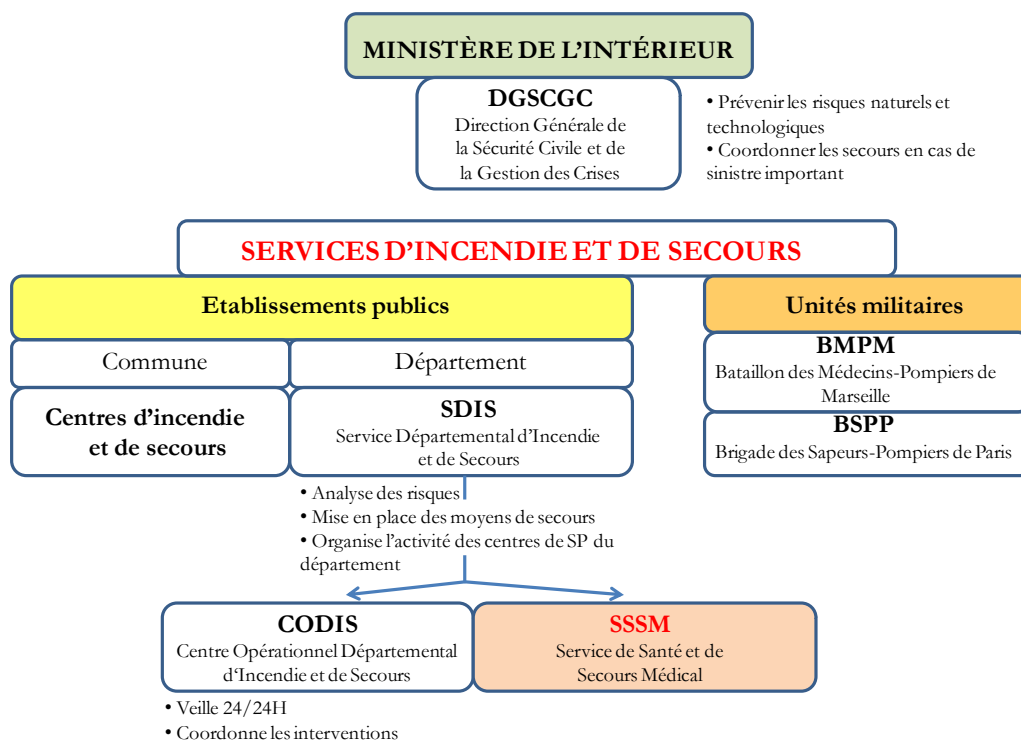 MINISTÈRE DE L'INTÉRIEUR
DGSCGC
Direction Générale de
la Sécurité Civile et de
la Gestion des Crises
• Prévenir les risques naturels et
technologiques
• Coordonner les secours en cas de
sinistre important
SERVICES D'INCENDIE ET DE SECOURS
Etablissements publics
Unités militaires
Commune
Département
Centres d'incendie
et de secours
SDIS
Service Départemental d'Incendie
et de Secours
BMPM
Bataillon des Médecins-Pompiers de
Marseille
BSPP
Brigade des Sapeurs-Pompiers de Paris
• Analyse des risques
• Mise en place des moyens de secours
• Organise l'activité des centres de SP du
département
CODIS
Centre Opérationnel Départemental
d'Incendie et de Secours
SSSM
Service de Santé et de
Secours Médical
• Veille 24/24H
• Coordonne les interventions